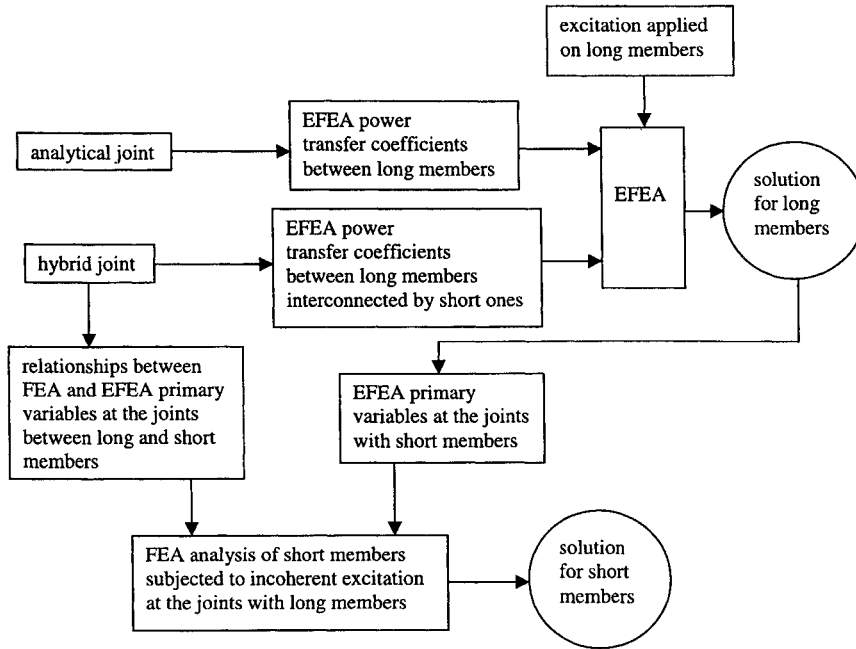 excitation applied
on long members
analytical joint
EFEA power
transfer coefficients
between long members
EFEA
solution
for long
members
hybrid joint
EFEA power
transfer coefficients
between long members
interconnected by short ones
relationships between
FEA and EFEA primary
variables at the joints
between long and short
members
EFEA primary
variables at the joints
with short members
FEA analysis of short members
subjected to incoherent excitation
at the joints with long members
solution
for short
members